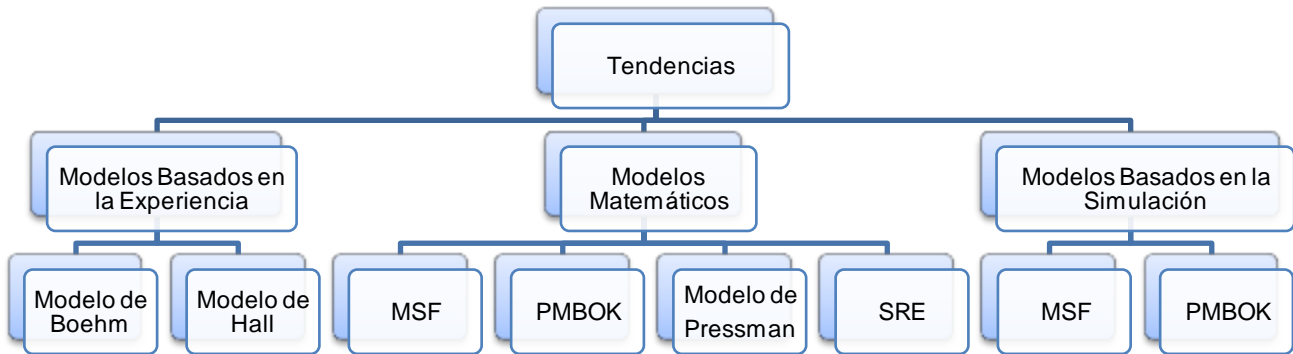 Tendencias
Modelos Basados en
la Experiencia
Modelos
Matemáticos
Modelos Basados en la
Simulación
Modelo de
Boehm
Modelo de
Hall
MSF
PMBOK
Modelo de
Pressman
SRE
MSF
PMBOK